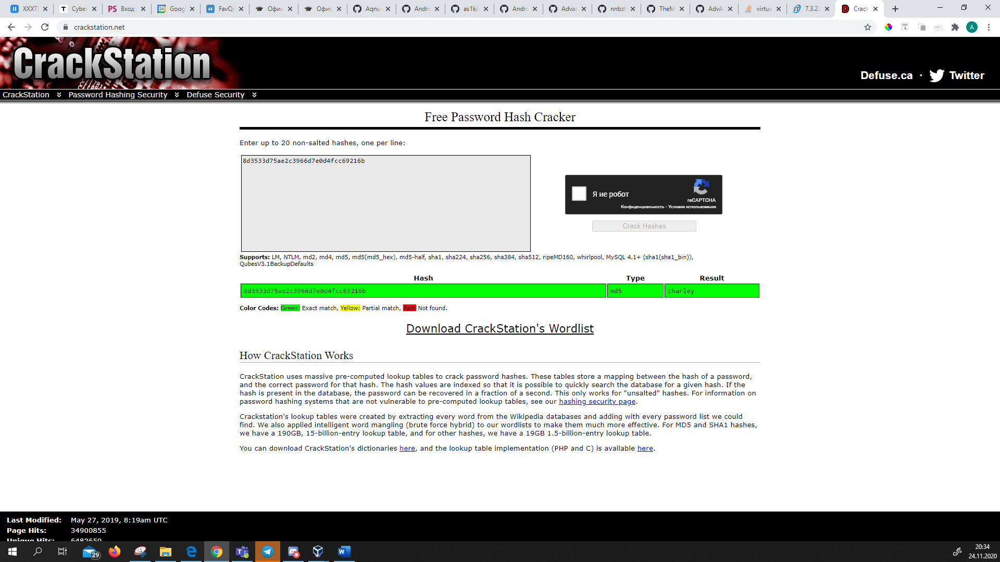 XXXT
Cyber
PS Вход
24 Goog
FavQs
Офис
Офис
Aqnu
Andro
as1k/
Andro
Advan
nnbzh
TheM
AdvA
virtua
7.3.2.
Crack
crackstation.net
A
CrackStation
Defuse.ca · Twitter
CrackStation Password Hashing Security Defuse Security
Free Password Hash Cracker
Enter up to 20 non-salted hashes, one per line:
8d3533d75ae2c3966d7e0d4fcc69216b
Я не робот
reCAPTCHA
Конфиденциальность - Условия использования
Crack Hashes
Supports: LM, NTLM, md2, md4, md5, md5(md5_hex), md5-half, sha1, sha224, sha256, sha384, sha512, ripeMD160, whirlpool, MySQL 4.1+ (sha1(sha1_bin)),
QubesV3.1BackupDefaults
Hash Type Result
8d3533d75ae2c3966d7e0d4fcc69216b md5 charley
Color Codes: Green: Exact match, Yellow: Partial match, Red: Not found.
Download CrackStation's Wordlist
How CrackStation Works
CrackStation uses massive pre-computed lookup tables to crack password hashes. These tables store a mapping between the hash of a password,
and the correct password for that hash. The hash values are indexed so that it is possible to quickly search the database for a given hash. If the
hash is present in the database, the password can be recovered in a fraction of a second. This only works for "unsalted" hashes. For information on
password hashing systems that are not vulnerable to pre-computed lookup tables, see our hashing security page.
Crackstation's lookup tables were created by extracting every word from the Wikipedia databases and adding with every password list we could
find. We also applied intelligent word mangling (brute force hybrid) to our wordlists to make them much more effective. For MD5 and SHA1 hashes,
we have a 190GB, 15-billion-entry lookup table, and for other hashes, we have a 19GB 1.5-billion-entry lookup table.
You can download CrackStation's dictionaries here, and the lookup table implementation (PHP and C) is available here.
Last Modified: May 27, 2019, 8:19am UTC
Page Hits: 34900855
Unique Hits: 6482659
29
20:34
24.11.2020